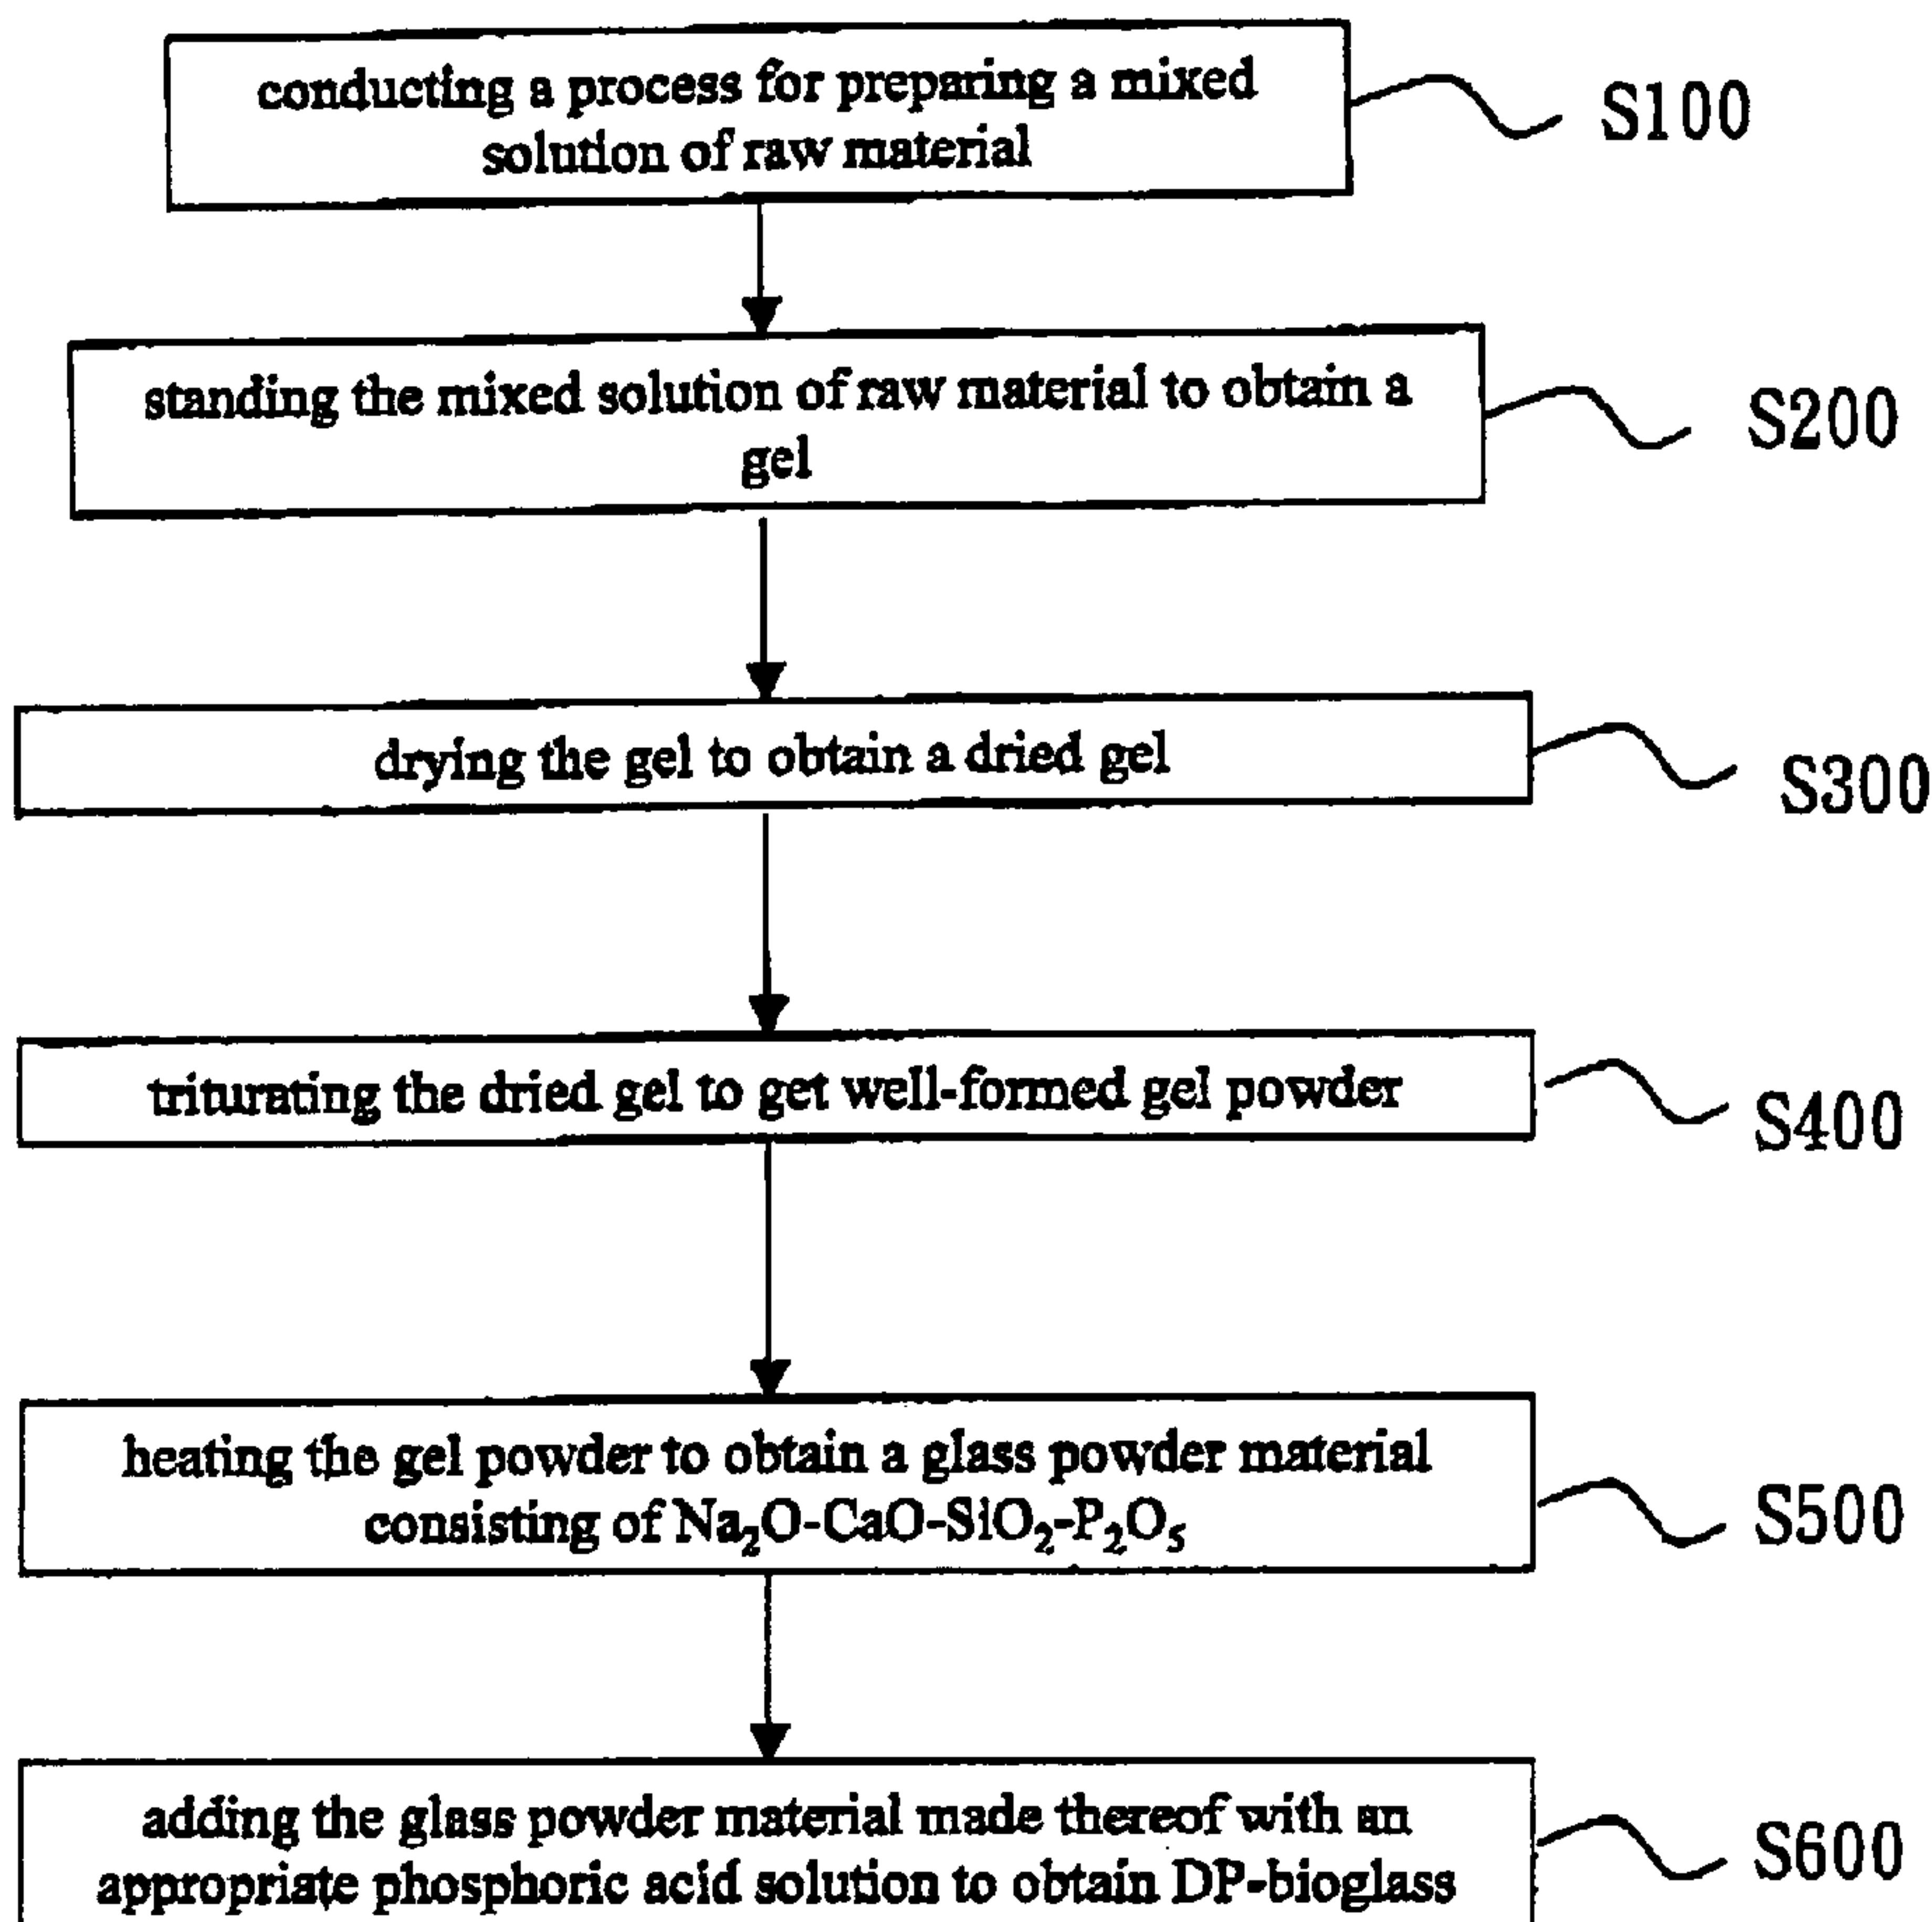 conducting a process for preparing a mixed
solution of raw material
S100
standing the mixed solution of raw material to obtain a
gel
S200
drying the gel to obtain a dried gel
S300
triturating the dried gel to get well-formed gel powder
S400
heating the gel powder to obtain a glass powder material
consisting of Na₂O-CaO-SiO₂-P₂O₅
S500
adding the glass powder material made thereof with an
appropriate phosphoric acid solution to obtain DP-bioglass
S600